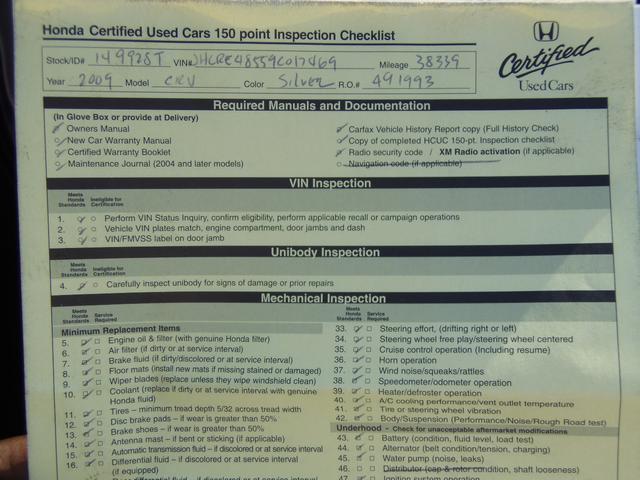 Honda Certified Used Cars 150 point Inspection Checklist
Certified
Used Cars
Stock/ID# 149928T VIN# JHLRE48559C017469 Mileage 38339
Year 2009 Model CRV Color Silver R.O.# 491993
Required Manuals and Documentation
(In Glove Box or provide at Delivery)
Owners Manual
New Car Warranty Manual
Certified Warranty Booklet
Maintenance Journal (2004 and later models)
Carfax Vehicle History Report copy (Full History Check)
Copy of completed HCUC 150-pt. Inspection checklist
Radio security code / XM Radio activation (if applicable)
Navigation code (if applicable)
VIN Inspection
Meets Honda Standards
Ineligible for Certification
1. Perform VIN Status Inquiry, confirm eligibility, perform applicable recall or campaign operations
2. Vehicle VIN plates match, engine compartment, door jambs and dash
3. VIN/FMVSS label on door jamb
Unibody Inspection
Meets Honda Standards
Ineligible for Certification
4. Carefully inspect unibody for signs of damage or prior repairs
Mechanical Inspection
Meets Honda Standards
Service Required
Minimum Replacement Items
5. Engine oil & filter (with genuine Honda filter)
6. Air filter (if dirty or at service interval)
7. Brake fluid (if dirty/discolored or at service interval)
8. Floor mats (install new mats if missing stained or damaged)
9. Wiper blades (replace unless they wipe windshield clean)
10. Coolant (replace if dirty or at service interval with genuine
Honda fluid)
11. Tires – minimum tread depth 5/32 across tread width
12. Disc brake pads – if wear is greater than 50%
13. Brake shoes – if wear is greater than 50%
14. Antenna mast – if bent or sticking (if applicable)
15. Automatic transmission fluid – if discolored or at service interval
16. Differential fluid – if discolored or at service interval
(if equipped)
Meets Honda Standards
Service Required
33. Steering effort, (drifting right or left)
34. Steering wheel free play/steering wheel centered
35. Cruise control operation (Including resume)
36. Horn operation
37. Wind noise/squeaks/rattles
38. Speedometer/odometer operation
39. Heater/defroster operation
40. A/C cooling performance/vent outlet temperature
41. Tire or steering wheel vibration
42. Body/Suspension (Performance/Noise/Rough Road test)
Underhood - Check for unacceptable aftermarket modifications
43. Battery (condition, fluid level, load test)
44. Alternator (belt condition/tension, charging)
45. Water pump (noise, leaks)
46. Distributor (cap & rotor condition, shaft looseness)
47. Ignition system operation